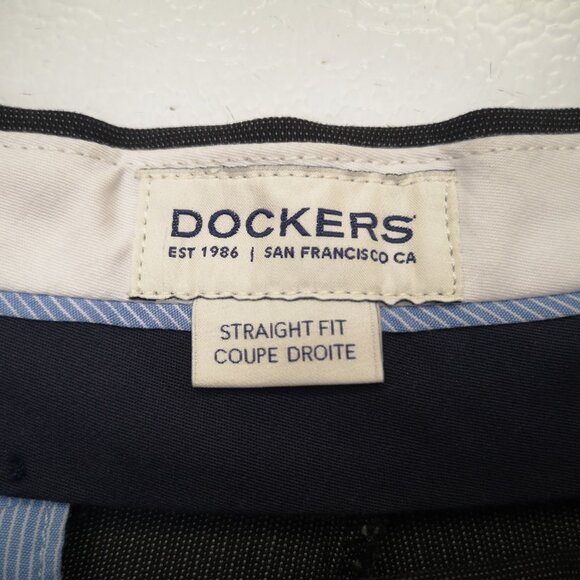 DOCKERS
EST 1986 | SAN FRANCISCO CA
STRAIGHT FIT
COUPE DROITE